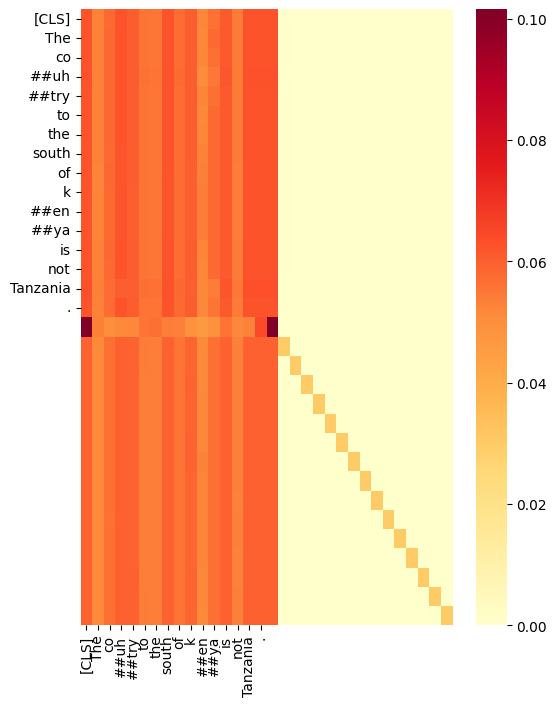 [CLS]
The
co
##uh
##try
to
the
south
of
k
##en
##ya
is
not
Tanzania
.
0.10
0.08
0.06
0.04
0.02
0.00
[CLS]
The
co
##uh
##try
to
the
south
of
k
##en
##ya
is
not
Tanzania
.